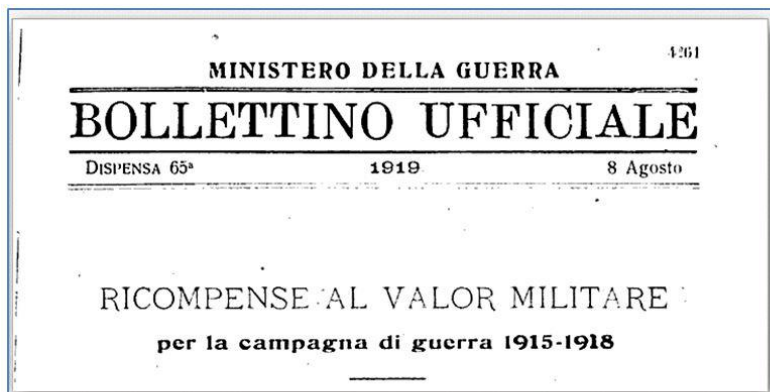 4261
MINISTERO DELLA GUERRA
BOLLETTINO UFFICIALE
DISPENSA 65ª 1919 8 Agosto
RICOMPENSE AL VALOR MILITARE
per la campagna di guerra 1915-1918